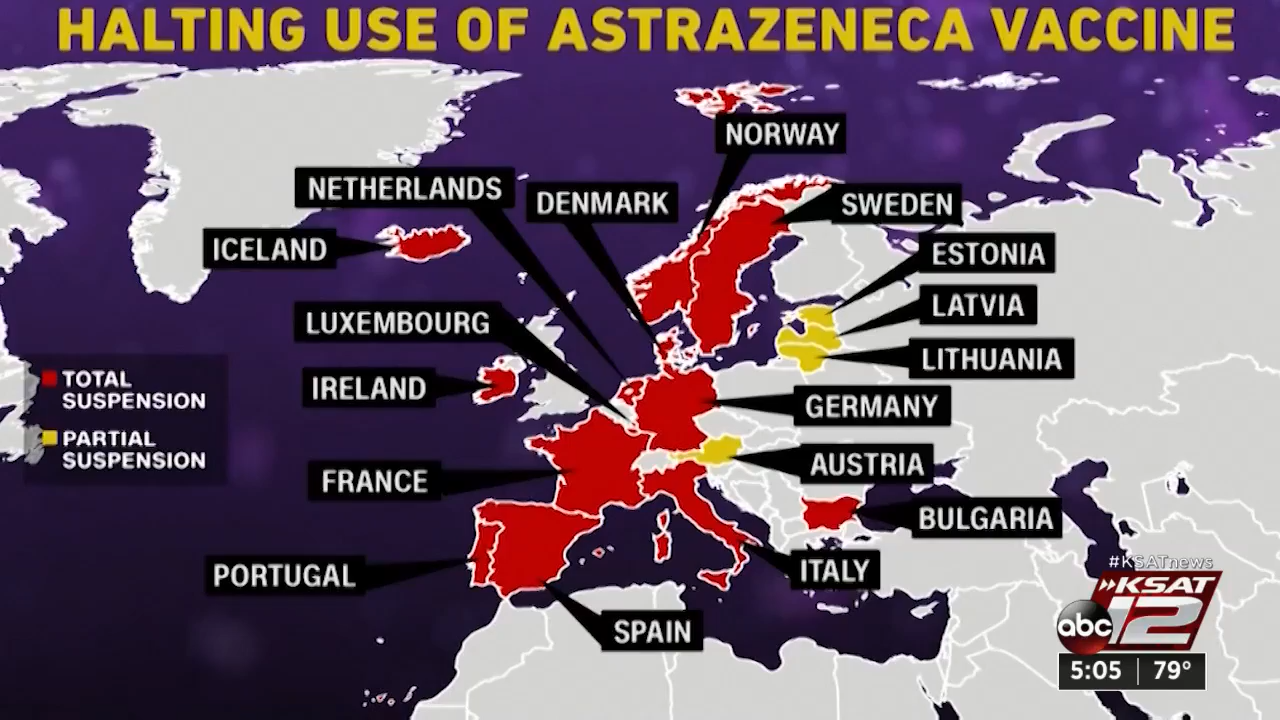 HALTING USE OF ASTRAZENECA VACCINE
NORWAY
NETHERLANDS
DENMARK
SWEDEN
ICELAND
ESTONIA
LATVIA
LUXEMBOURG
LITHUANIA
IRELAND
TOTAL
SUSPENSION
GERMANY
PARTIAL
SUSPENSION
AUSTRIA
FRANCE
BULGARIA
ITALY
PORTUGAL
SPAIN
#KSATnews
KSAT
abc 12
5:05 79°